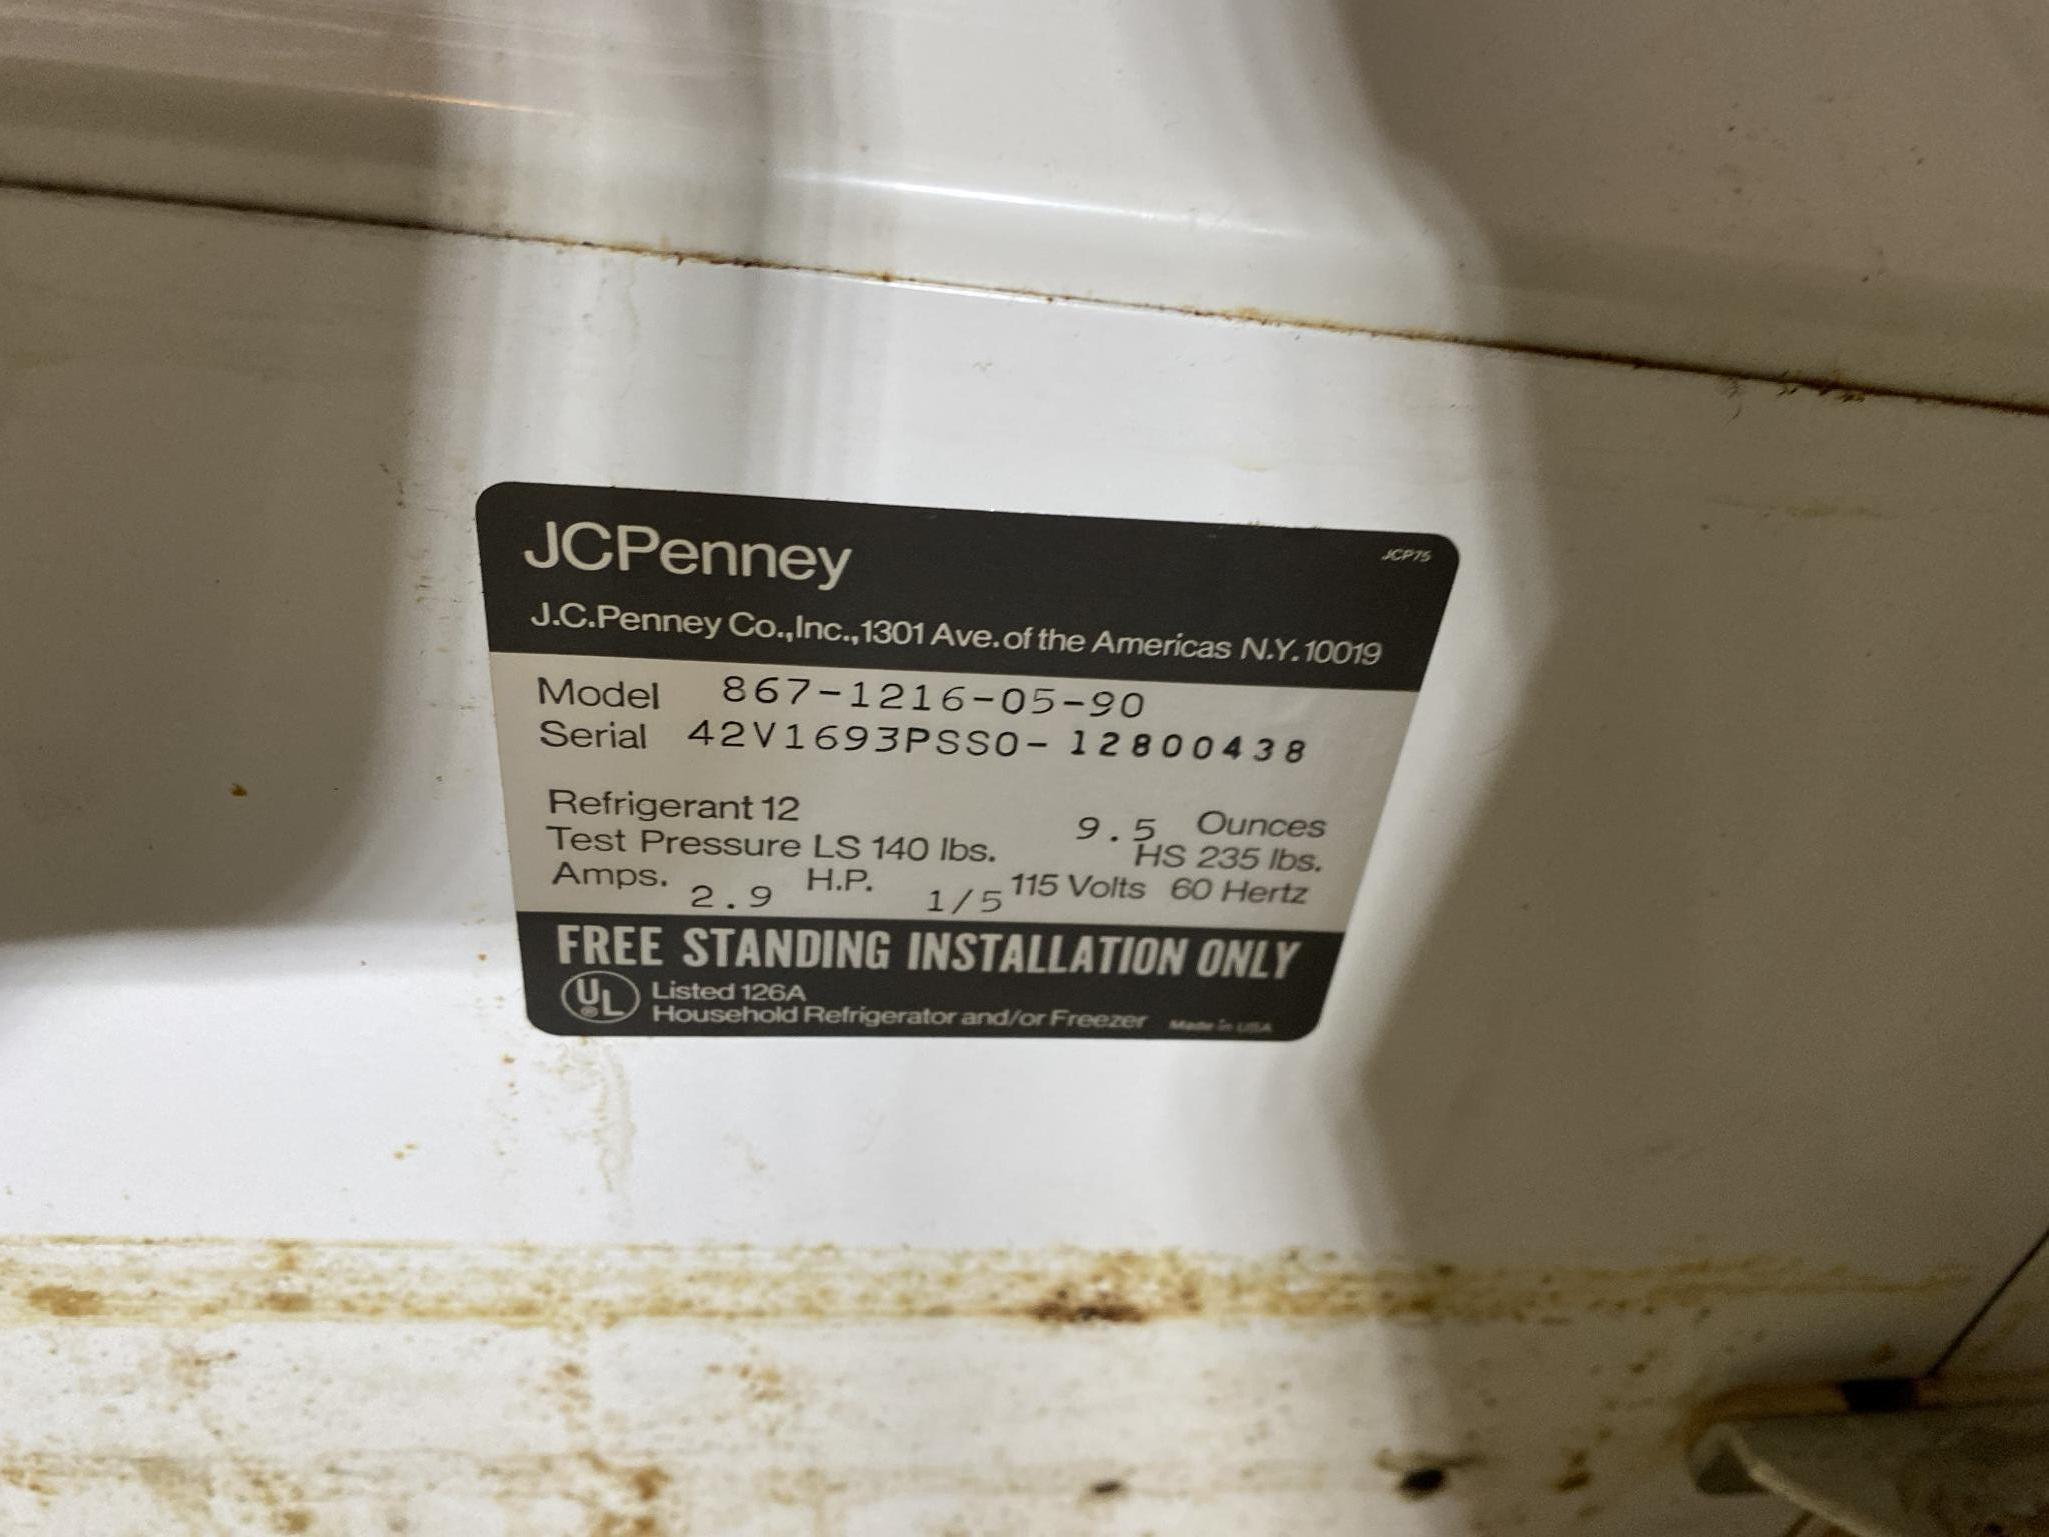 JCPenney
JCP75
J.C.Penney Co.,Inc.,1301 Ave.of the Americas N.Y.10019
Model 867-1216-05-90
Serial 42V1693PSS0-12800438
Refrigerant 12 9.5 Ounces
Test Pressure LS 140 lbs. HS 235 lbs.
Amps. 2.9 H.P. 1/5 115 Volts 60 Hertz
FREE STANDING INSTALLATION ONLY
UL® Listed 126A
Household Refrigerator and/or Freezer Made in USA